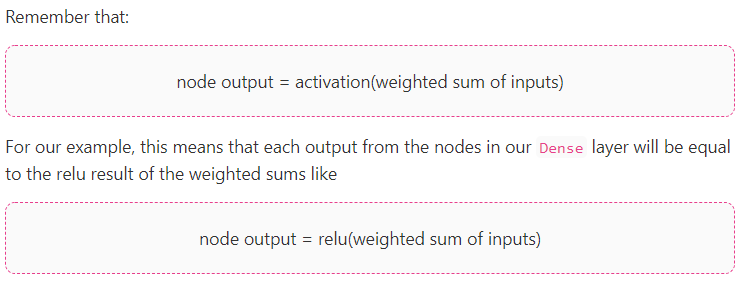 Remember that:
node output = activation(weighted sum of inputs)
For our example, this means that each output from the nodes in our Dense layer will be equal
to the relu result of the weighted sums like
node output = relu(weighted sum of inputs)